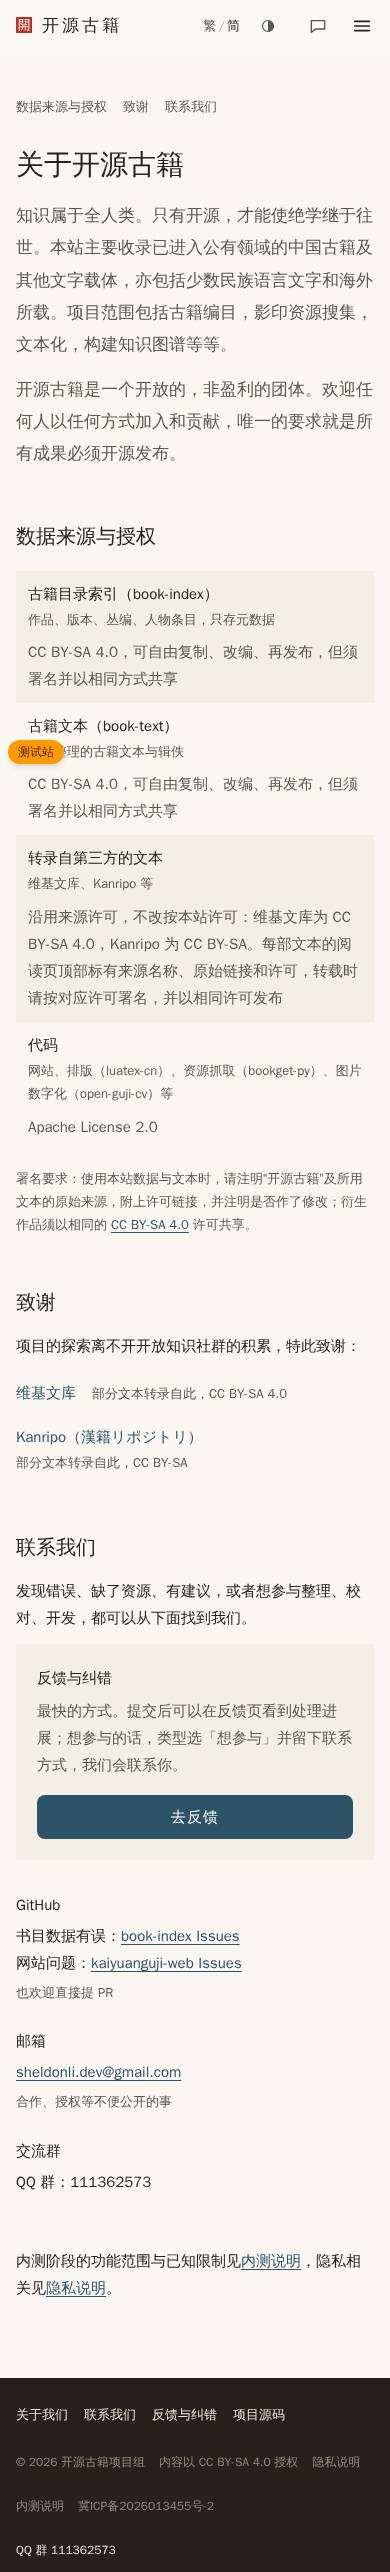 開 开源古籍 繁 / 简
数据来源与授权 致谢 联系我们
关于开源古籍
知识属于全人类。只有开源，才能使绝学继于往
世。本站主要收录已进入公有领域的中国古籍及
其他文字载体，亦包括少数民族语言文字和海外
所载。项目范围包括古籍编目，影印资源搜集，
文本化，构建知识图谱等等。
开源古籍是一个开放的，非盈利的团体。欢迎任
何人以任何方式加入和贡献，唯一的要求就是所
有成果必须开源发布。
数据来源与授权
古籍目录索引（book-index）
作品、版本、丛编、人物条目，只存元数据
CC BY-SA 4.0，可自由复制、改编、再发布，但须
署名并以相同方式共享
古籍文本（book-text）
测试站
整理的古籍文本与辑佚
CC BY-SA 4.0，可自由复制、改编、再发布，但须
署名并以相同方式共享
转录自第三方的文本
维基文库、Kanripo 等
沿用来源许可，不改按本站许可：维基文库为 CC
BY-SA 4.0，Kanripo 为 CC BY-SA。每部文本的阅
读页顶部标有来源名称、原始链接和许可，转载时
请按对应许可署名，并以相同许可发布
代码
网站、排版（luatex-cn）、资源抓取（bookget-py）、图片
数字化（open-guji-cv）等
Apache License 2.0
署名要求：使用本站数据与文本时，请注明"开源古籍"及所用
文本的原始来源，附上许可链接，并注明是否作了修改；衍生
作品须以相同的 CC BY-SA 4.0 许可共享。
致谢
项目的探索离不开开放知识社群的积累，特此致谢：
维基文库 部分文本转录自此，CC BY-SA 4.0
Kanripo（漢籍リポジトリ）
部分文本转录自此，CC BY-SA
联系我们
发现错误、缺了资源、有建议，或者想参与整理、校
对、开发，都可以从下面找到我们。
反馈与纠错
最快的方式。提交后可以在反馈页看到处理进
展；想参与的话，类型选「想参与」并留下联系
方式，我们会联系你。
去反馈
GitHub
书目数据有误：book-index Issues
网站问题：kaiyuanguji-web Issues
也欢迎直接提 PR
邮箱
sheldonli.dev@gmail.com
合作、授权等不便公开的事
交流群
QQ 群：111362573
内测阶段的功能范围与已知限制见内测说明，隐私相
关见隐私说明。
关于我们 联系我们 反馈与纠错 项目源码
© 2026 开源古籍项目组 内容以 CC BY-SA 4.0 授权 隐私说明
内测说明 冀ICP备2026013455号-2
QQ 群 111362573